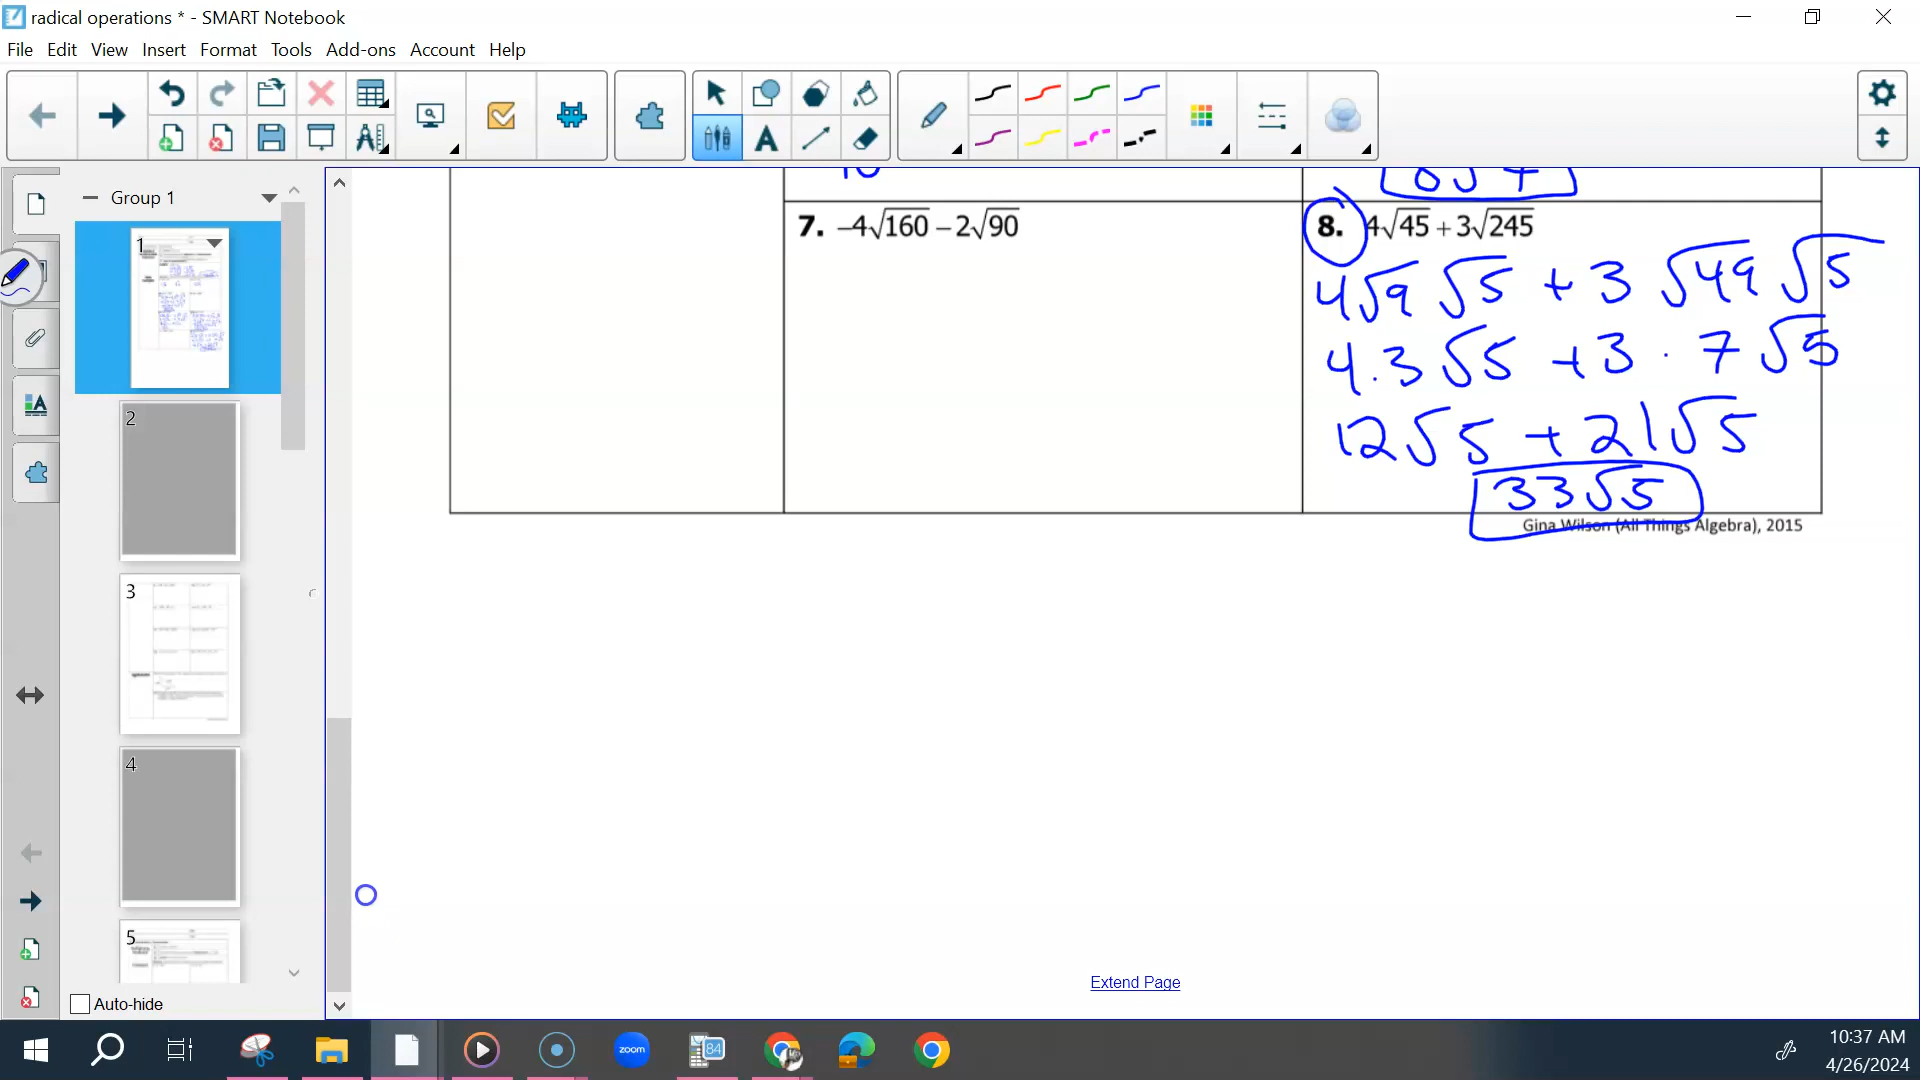 radical operations * - SMART Notebook
File Edit View Insert Format Tools Add-ons Account Help
Group 1
1
2
3
4
5
Auto-hide
7. –4√160 – 2√90
8. 4√45 + 3√245
4√9 √5 + 3 √49 √5
4·3√5 + 3 · 7√5
12√5 + 21√5
33√5
Gina Wilson (All Things Algebra), 2015
Extend Page
zoom
84
10:37 AM
4/26/2024